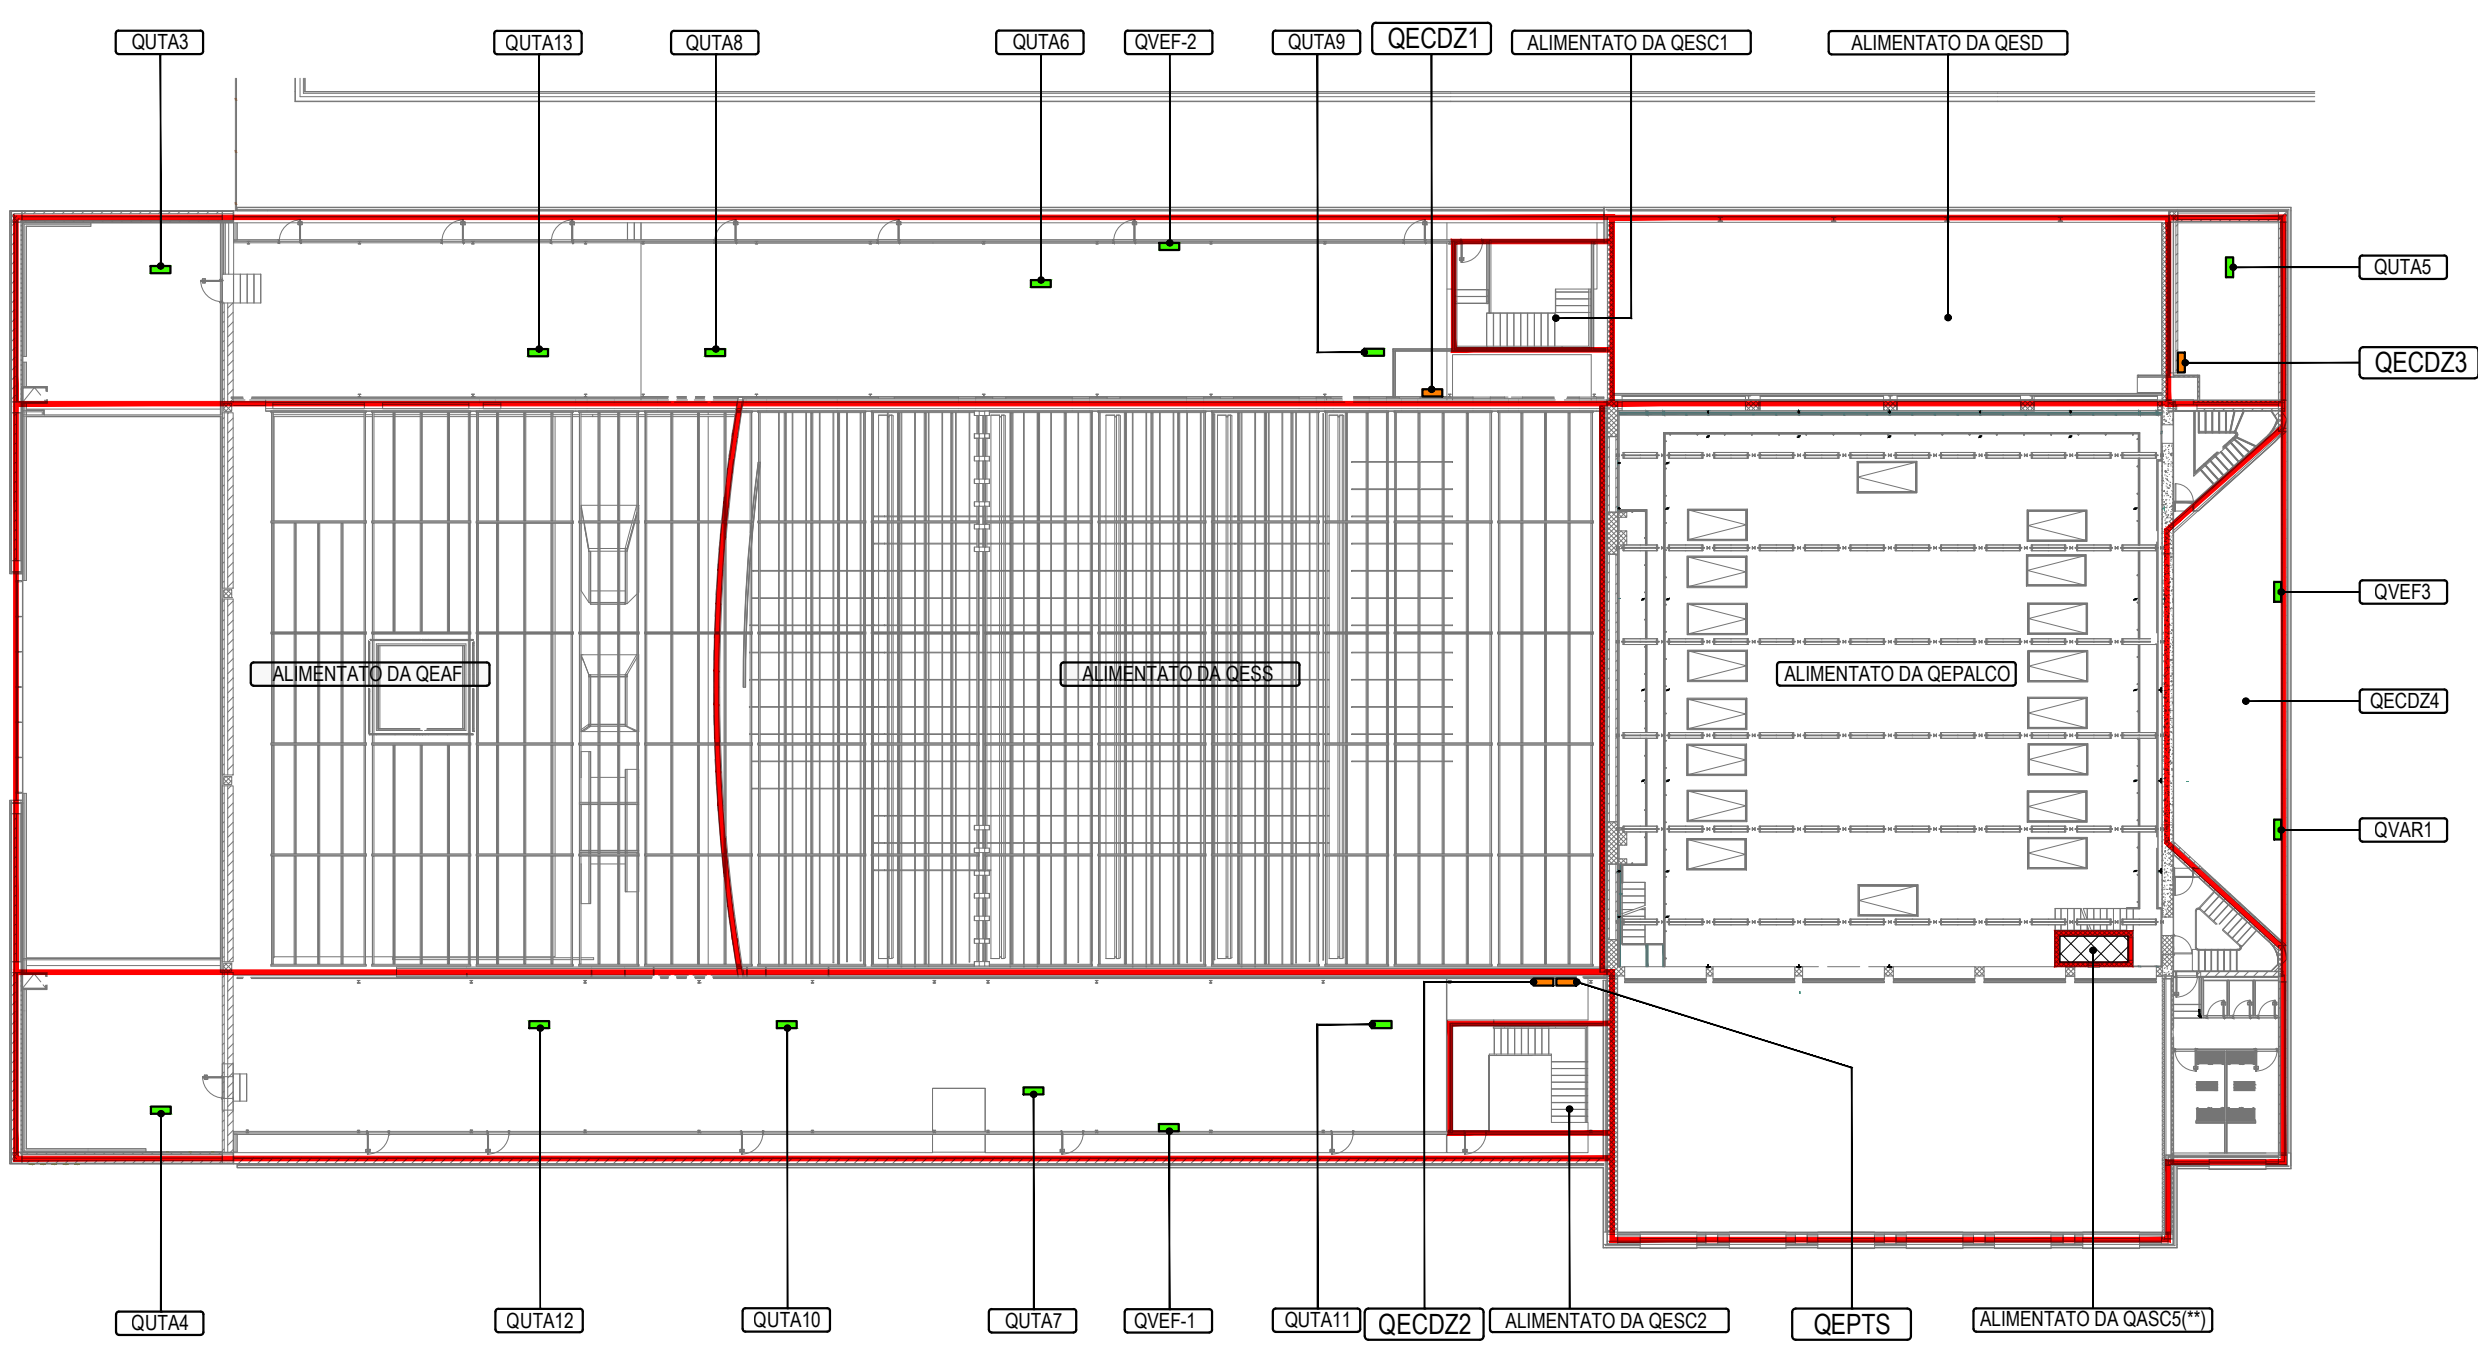 QUTA3
QUTA13
QUTA8
QUTA6
QVEF-2
QUTA9
QECDZ1
ALIMENTATO DA QESC1
ALIMENTATO DA QESD
QUTA5
QECDZ3
QVEF3
ALIMENTATO DA QEAF
ALIMENTATO DA QESS
ALIMENTATO DA QEPALCO
QECDZ4
QVAR1
QUTA4
QUTA12
QUTA10
QUTA7
QVEF-1
QUTA11
QECDZ2
ALIMENTATO DA QESC2
QEPTS
ALIMENTATO DA QASC5(**)